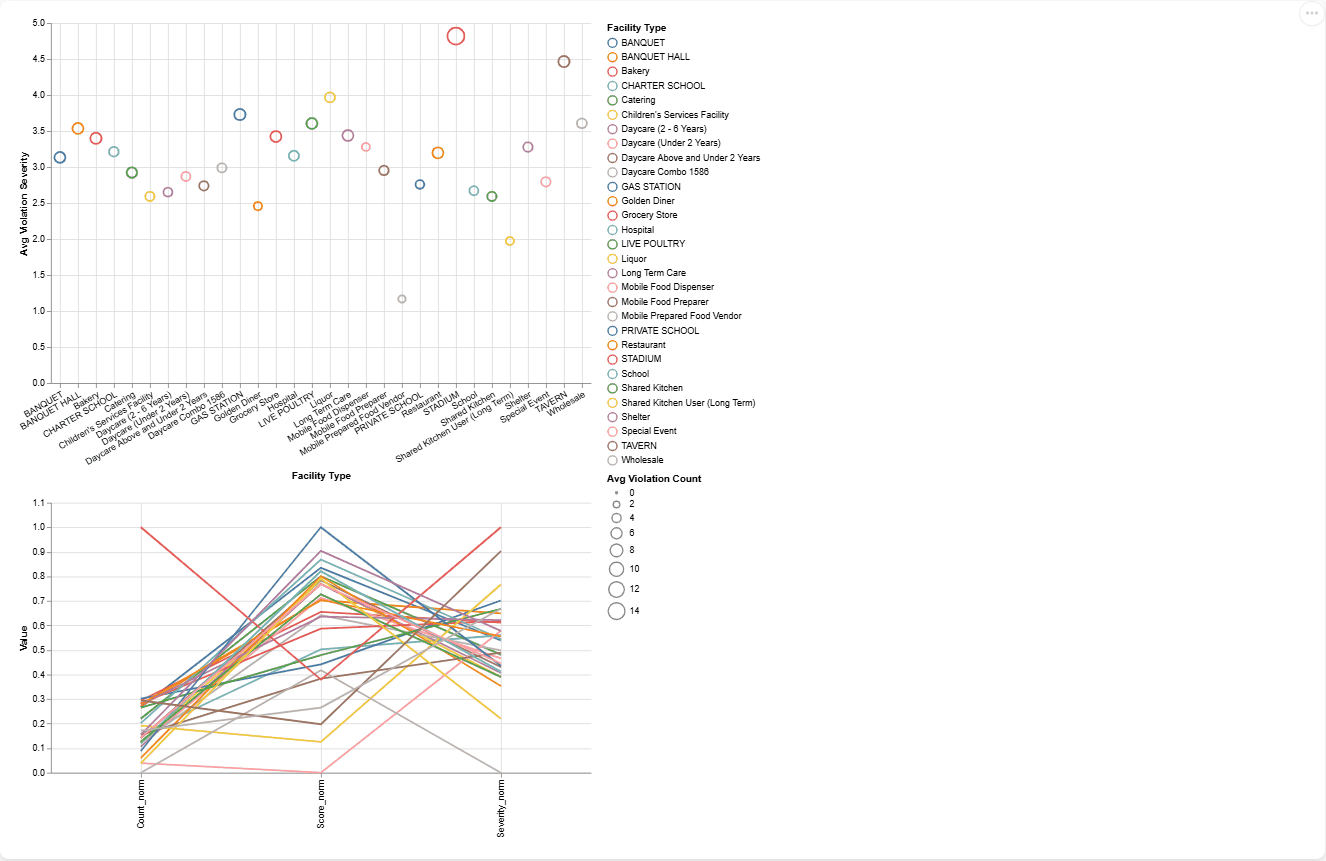 5.0
4.5
4.0
3.5
3.0
2.5
2.0
1.5
1.0
0.5
0.0
Avg Violation Severity
BANQUET
BANQUET HALL
Bakery
CHARTER SCHOOL
Catering
Children's Services Facility
Daycare (2 - 6 Years)
Daycare (Under 2 Years)
Daycare Above and Under 2 Years
Daycare Combo 1586
GAS STATION
Golden Diner
Grocery Store
Hospital
LIVE POULTRY
Liquor
Long Term Care
Mobile Food Dispenser
Mobile Food Preparer
Mobile Prepared Food Vendor
PRIVATE SCHOOL
Restaurant
STADIUM
School
Shared Kitchen
Shared Kitchen User (Long Term)
Shelter
Special Event
TAVERN
Wholesale
Facility Type
Facility Type
BANQUET
BANQUET HALL
Bakery
CHARTER SCHOOL
Catering
Children's Services Facility
Daycare (2 - 6 Years)
Daycare (Under 2 Years)
Daycare Above and Under 2 Years
Daycare Combo 1586
GAS STATION
Golden Diner
Grocery Store
Hospital
LIVE POULTRY
Liquor
Long Term Care
Mobile Food Dispenser
Mobile Food Preparer
Mobile Prepared Food Vendor
PRIVATE SCHOOL
Restaurant
STADIUM
School
Shared Kitchen
Shared Kitchen User (Long Term)
Shelter
Special Event
TAVERN
Wholesale
Avg Violation Count
0
2
4
6
8
10
12
14
1.1
1.0
0.9
0.8
0.7
0.6
0.5
0.4
0.3
0.2
0.1
0.0
Value
Count_norm
Score_norm
Severity_norm